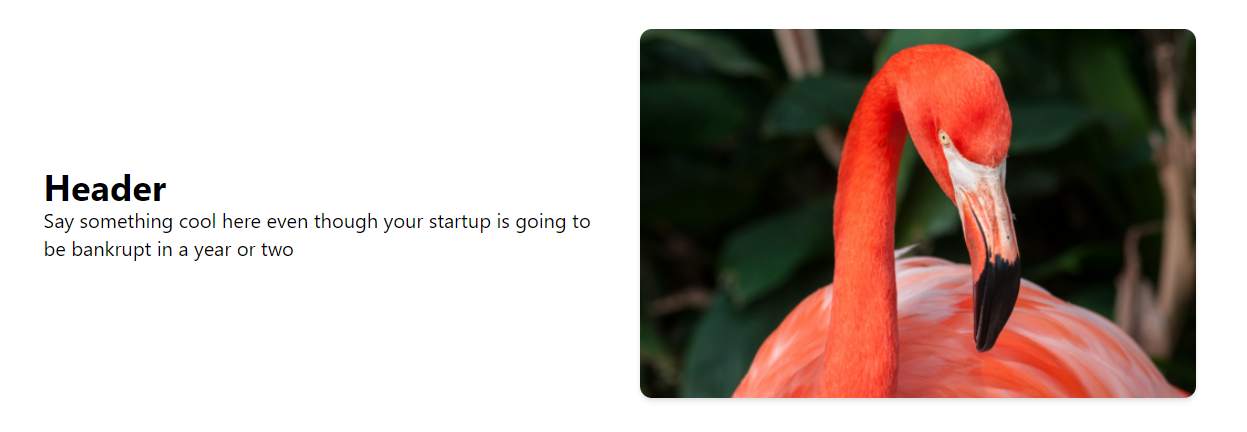 Header
Say something cool here even though your startup is going to
be bankrupt in a year or two